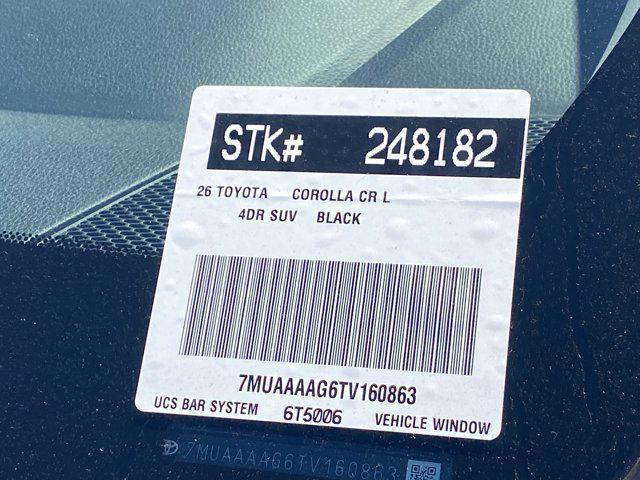 STK# 248182
26 TOYOTA COROLLA CR L
4DR SUV BLACK
7MUAAAAG6TV160863
UCS BAR SYSTEM 6T5006 VEHICLE WINDOW
7MUAAAAG6TV160863